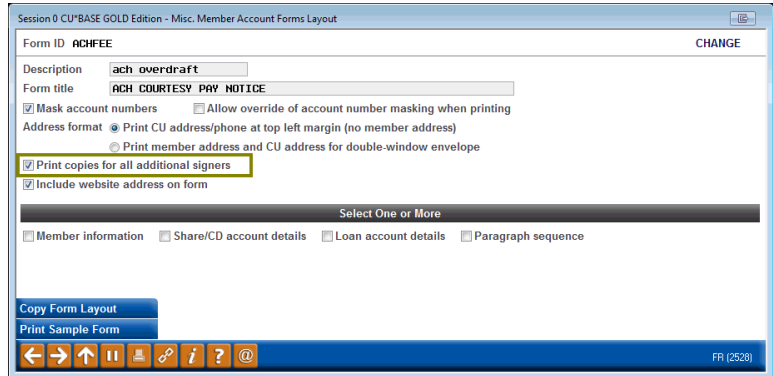 Session 0 CU*BASE GOLD Edition - Misc. Member Account Forms Layout
Form ID ACHFEE CHANGE
Description ach overdraft
Form title ACH COURTESY PAY NOTICE
Mask account numbers Allow override of account number masking when printing
Address format Print CU address/phone at top left margin (no member address)
Print member address and CU address for double-window envelope
Print copies for all additional signers
Include website address on form
Select One or More
Member information Share/CD account details Loan account details Paragraph sequence
Copy Form Layout
Print Sample Form
i ? @ FR (2528)